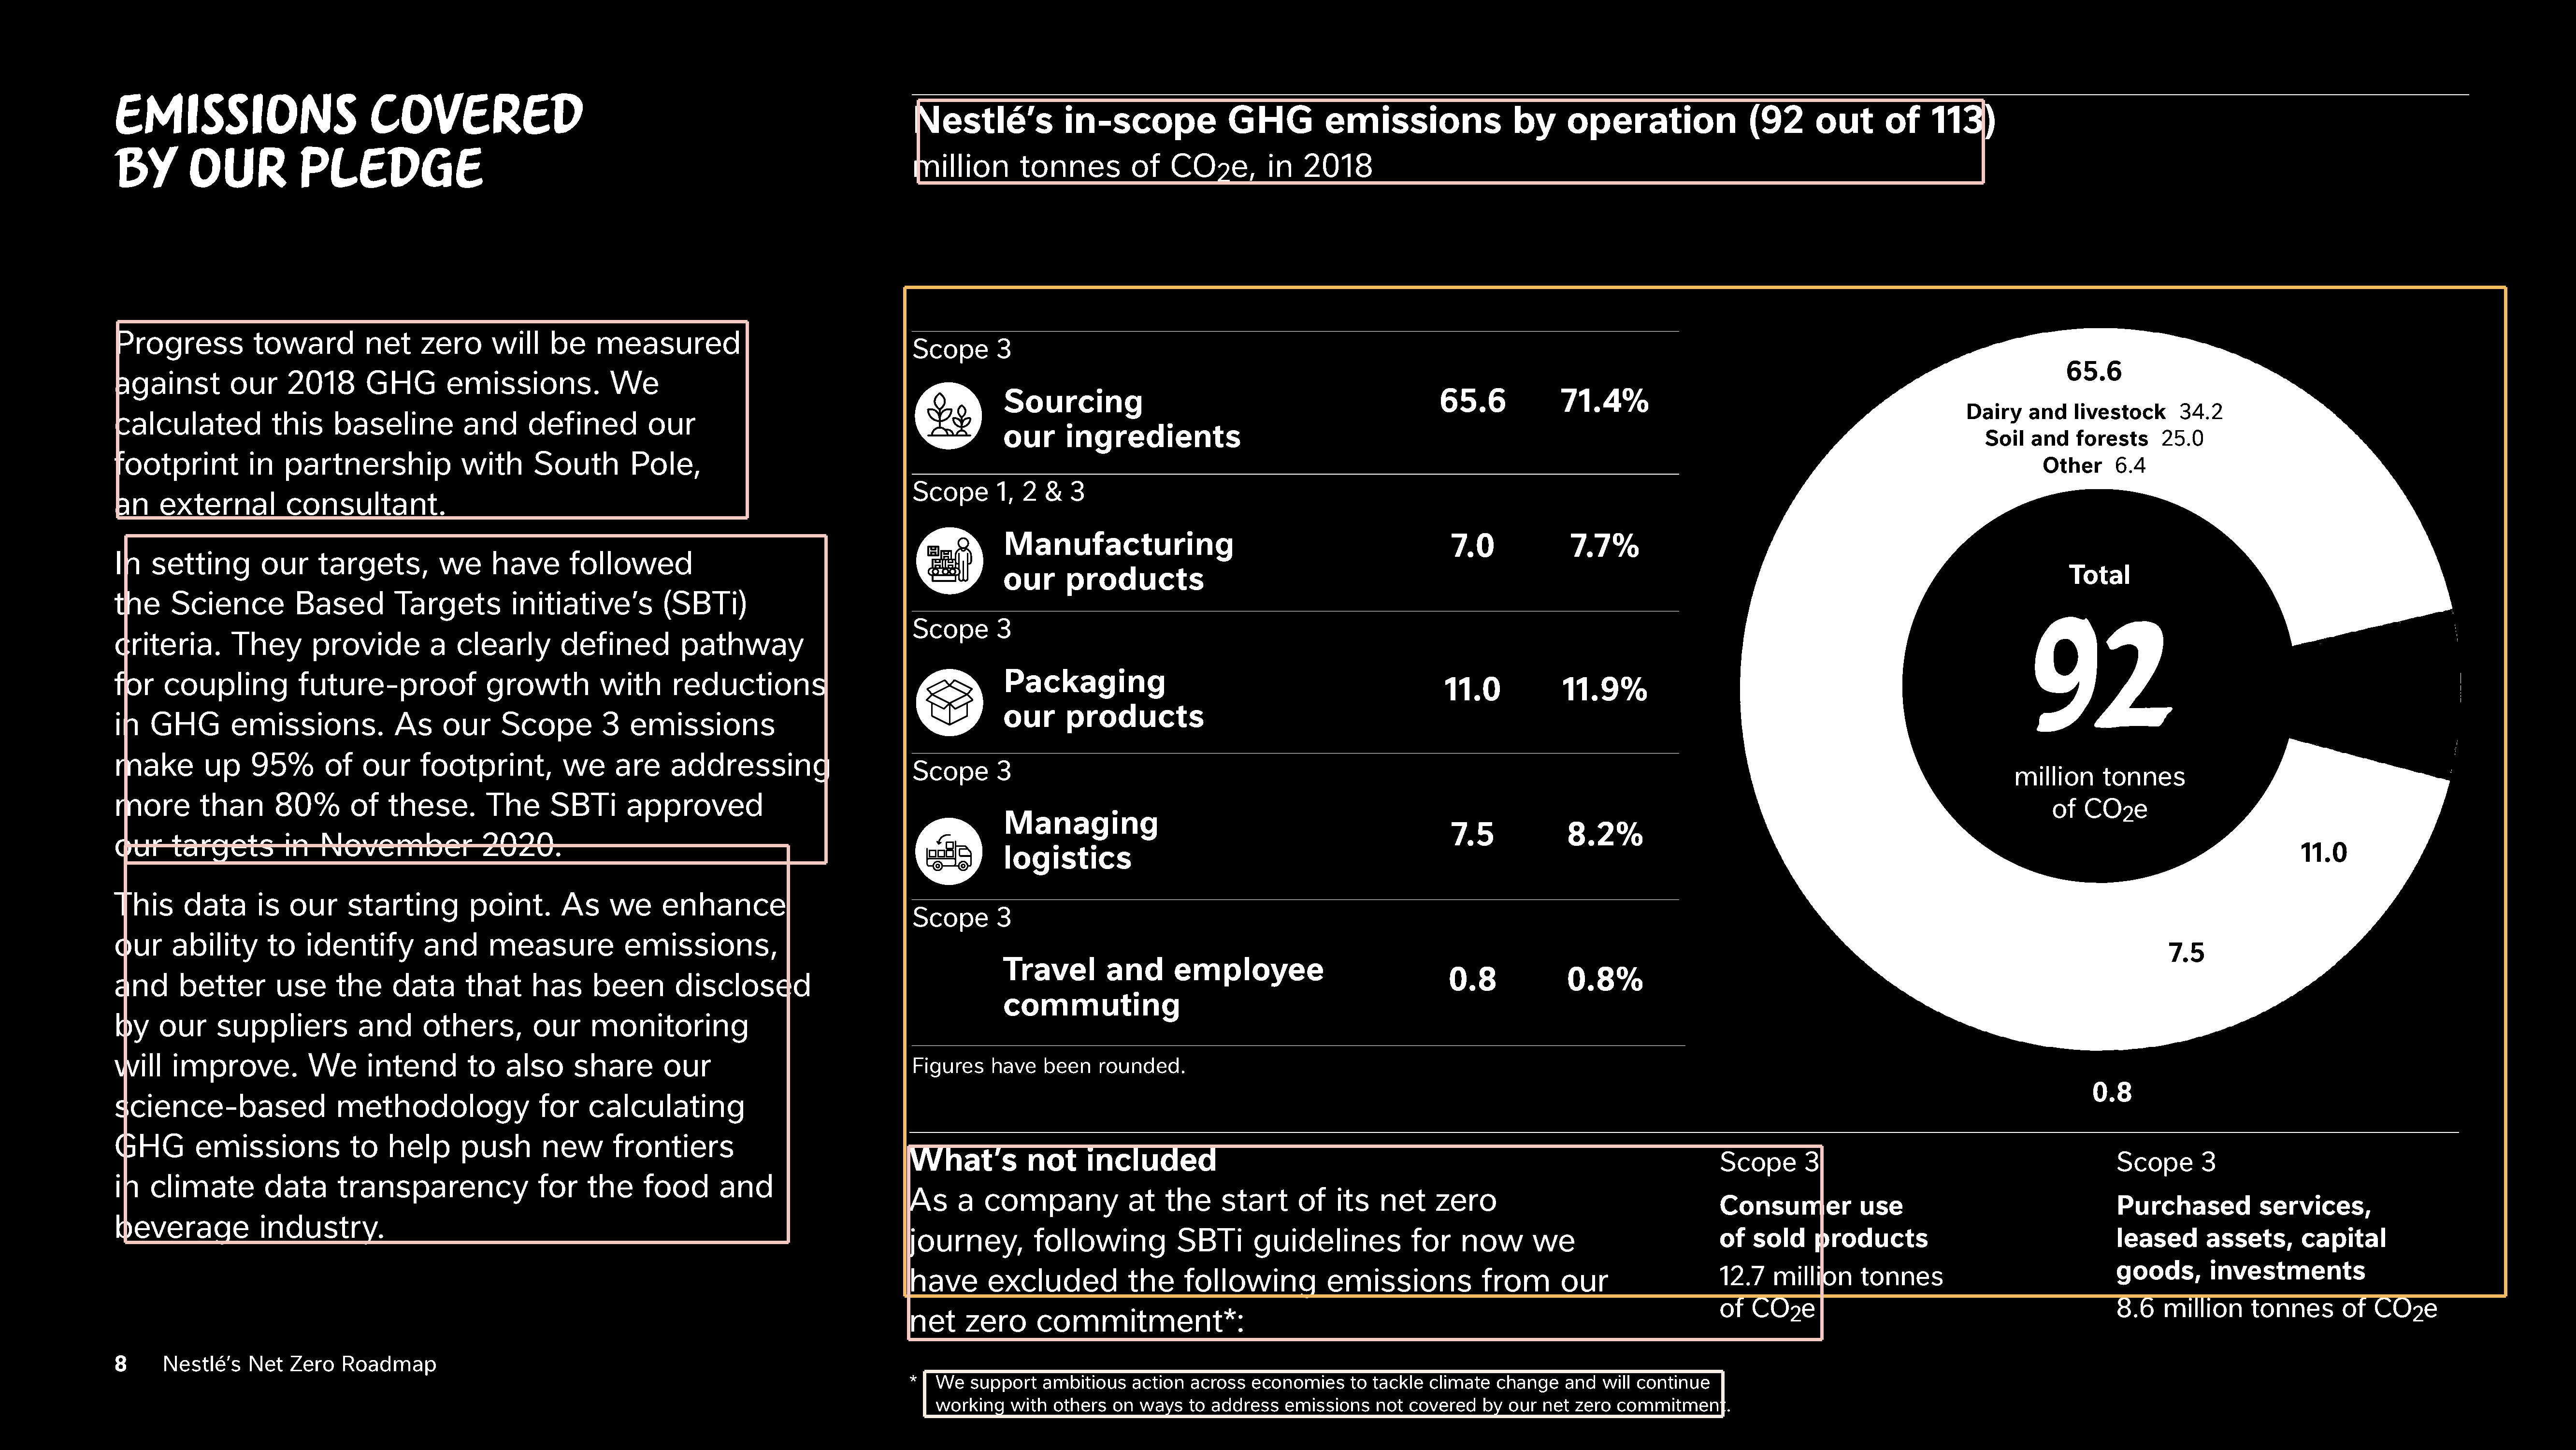 EMISSIONS COVERED
BY OUR PLEDGE
Progress toward net zero will be measured
against our 2018 GHG emissions. We
calculated this baseline and defined our
footprint in partnership with South Pole,
an external consultant.
In setting our targets, we have followed
the Science Based Targets initiative’s (SBTi)
criteria. They provide a clearly defined pathway
for coupling future-proof growth with reductions
in GHG emissions. As our Scope 3 emissions
make up 95% of our footprint, we are addressing
more than 80% of these. The SBTi approved
our targets in November 2020.
This data is our starting point. As we enhance
our ability to identify and measure emissions,
and better use the data that has been disclosed
by our suppliers and others, our monitoring
will improve. We intend to also share our
science-based methodology for calculating
GHG emissions to help push new frontiers
in climate data transparency for the food and
beverage industry.
Nestlé’s in-scope GHG emissions by operation (92 out of 113)
million tonnes of CO2e, in 2018
Scope 3
Sourcing
our ingredients
65.6 71.4%
Scope 1, 2 & 3
Manufacturing
our products
7.0 7.7%
Scope 3
Packaging
our products
11.0 11.9%
Scope 3
Managing
logistics
7.5 8.2%
Scope 3
Travel and employee
commuting
0.8 0.8%
Figures have been rounded.
65.6
Dairy and livestock 34.2
Soil and forests 25.0
Other 6.4
Total
92
million tonnes
of CO2e
11.0
7.5
0.8
What’s not included
As a company at the start of its net zero
journey, following SBTi guidelines for now we
have excluded the following emissions from our
net zero commitment*:
Scope 3
Consumer use
of sold products
12.7 million tonnes
of CO2e
Scope 3
Purchased services,
leased assets, capital
goods, investments
8.6 million tonnes of CO2e
* We support ambitious action across economies to tackle climate change and will continue
working with others on ways to address emissions not covered by our net zero commitment.
8 Nestlé’s Net Zero Roadmap